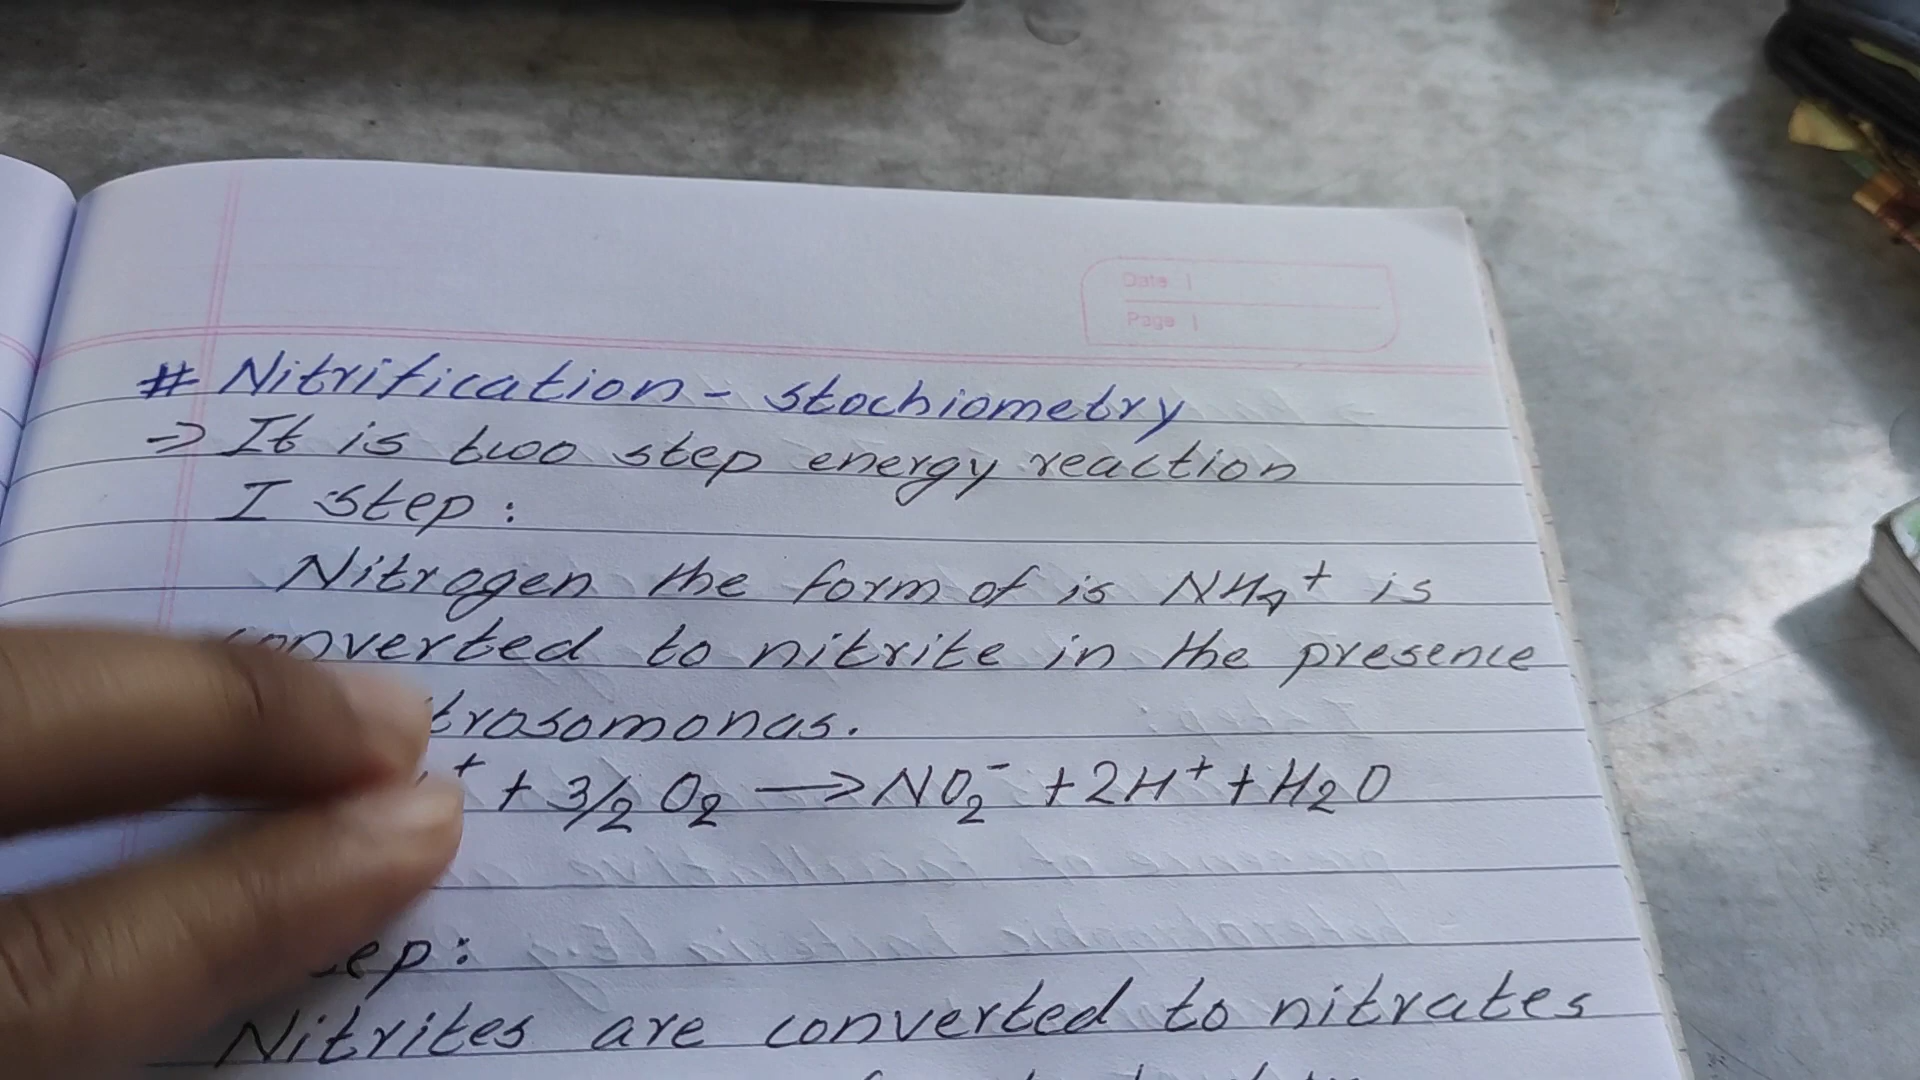 Date
Page
# Nitrification - stochiometry
=> It is two step energy reaction
I step :
Nitrogen the form of is NH4+ is
converted to nitrite in the presence
trosomonas.
+ + 3/2 O2 → NO2- + 2H+ + H2O
ep :
Nitrites are converted to nitrates